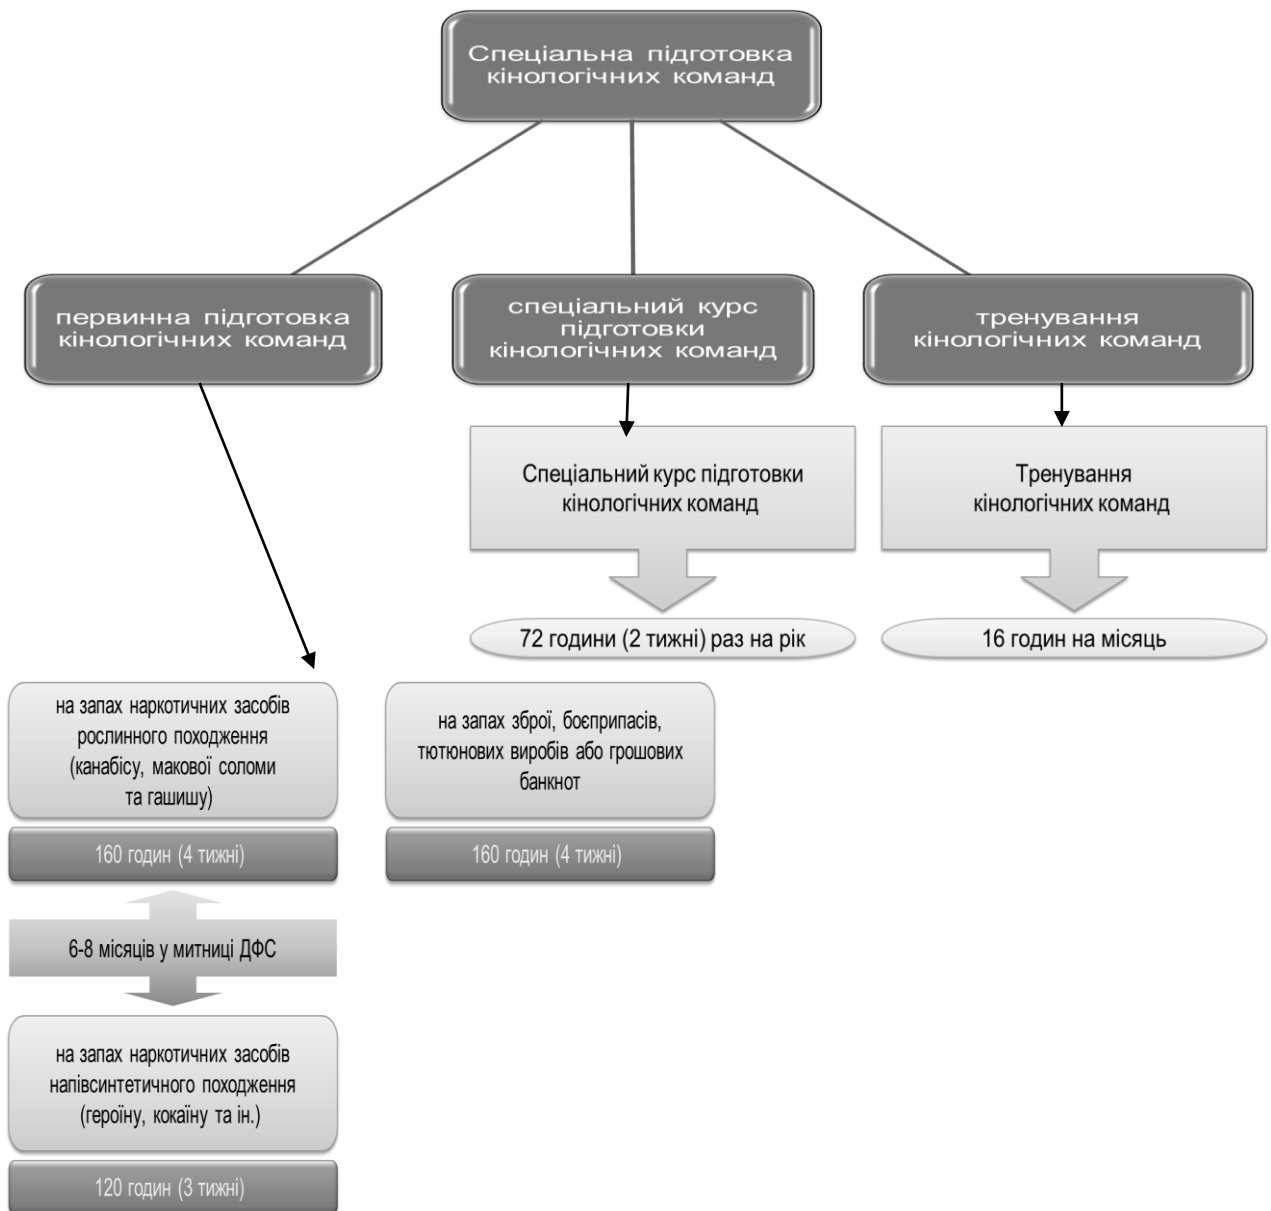 Спеціальна підготовка
кінологічних команд
первинна підготовка
кінологічних команд
спеціальний курс
підготовки
кінологічних команд
тренування
кінологічних команд
Спеціальний курс підготовки
кінологічних команд
Тренування
кінологічних команд
72 години (2 тижні) раз на рік
16 годин на місяць
на запах наркотичних засобів
рослинного походження
(канабісу, макової соломи
та гашишу)
160 годин (4 тижні)
на запах зброї, боєприпасів,
тютюнових виробів або грошових
банкнот
160 годин (4 тижні)
6-8 місяців у митниці ДФС
на запах наркотичних засобів
напівсинтетичного походження
(героїну, кокаїну та ін.)
120 годин (3 тижні)